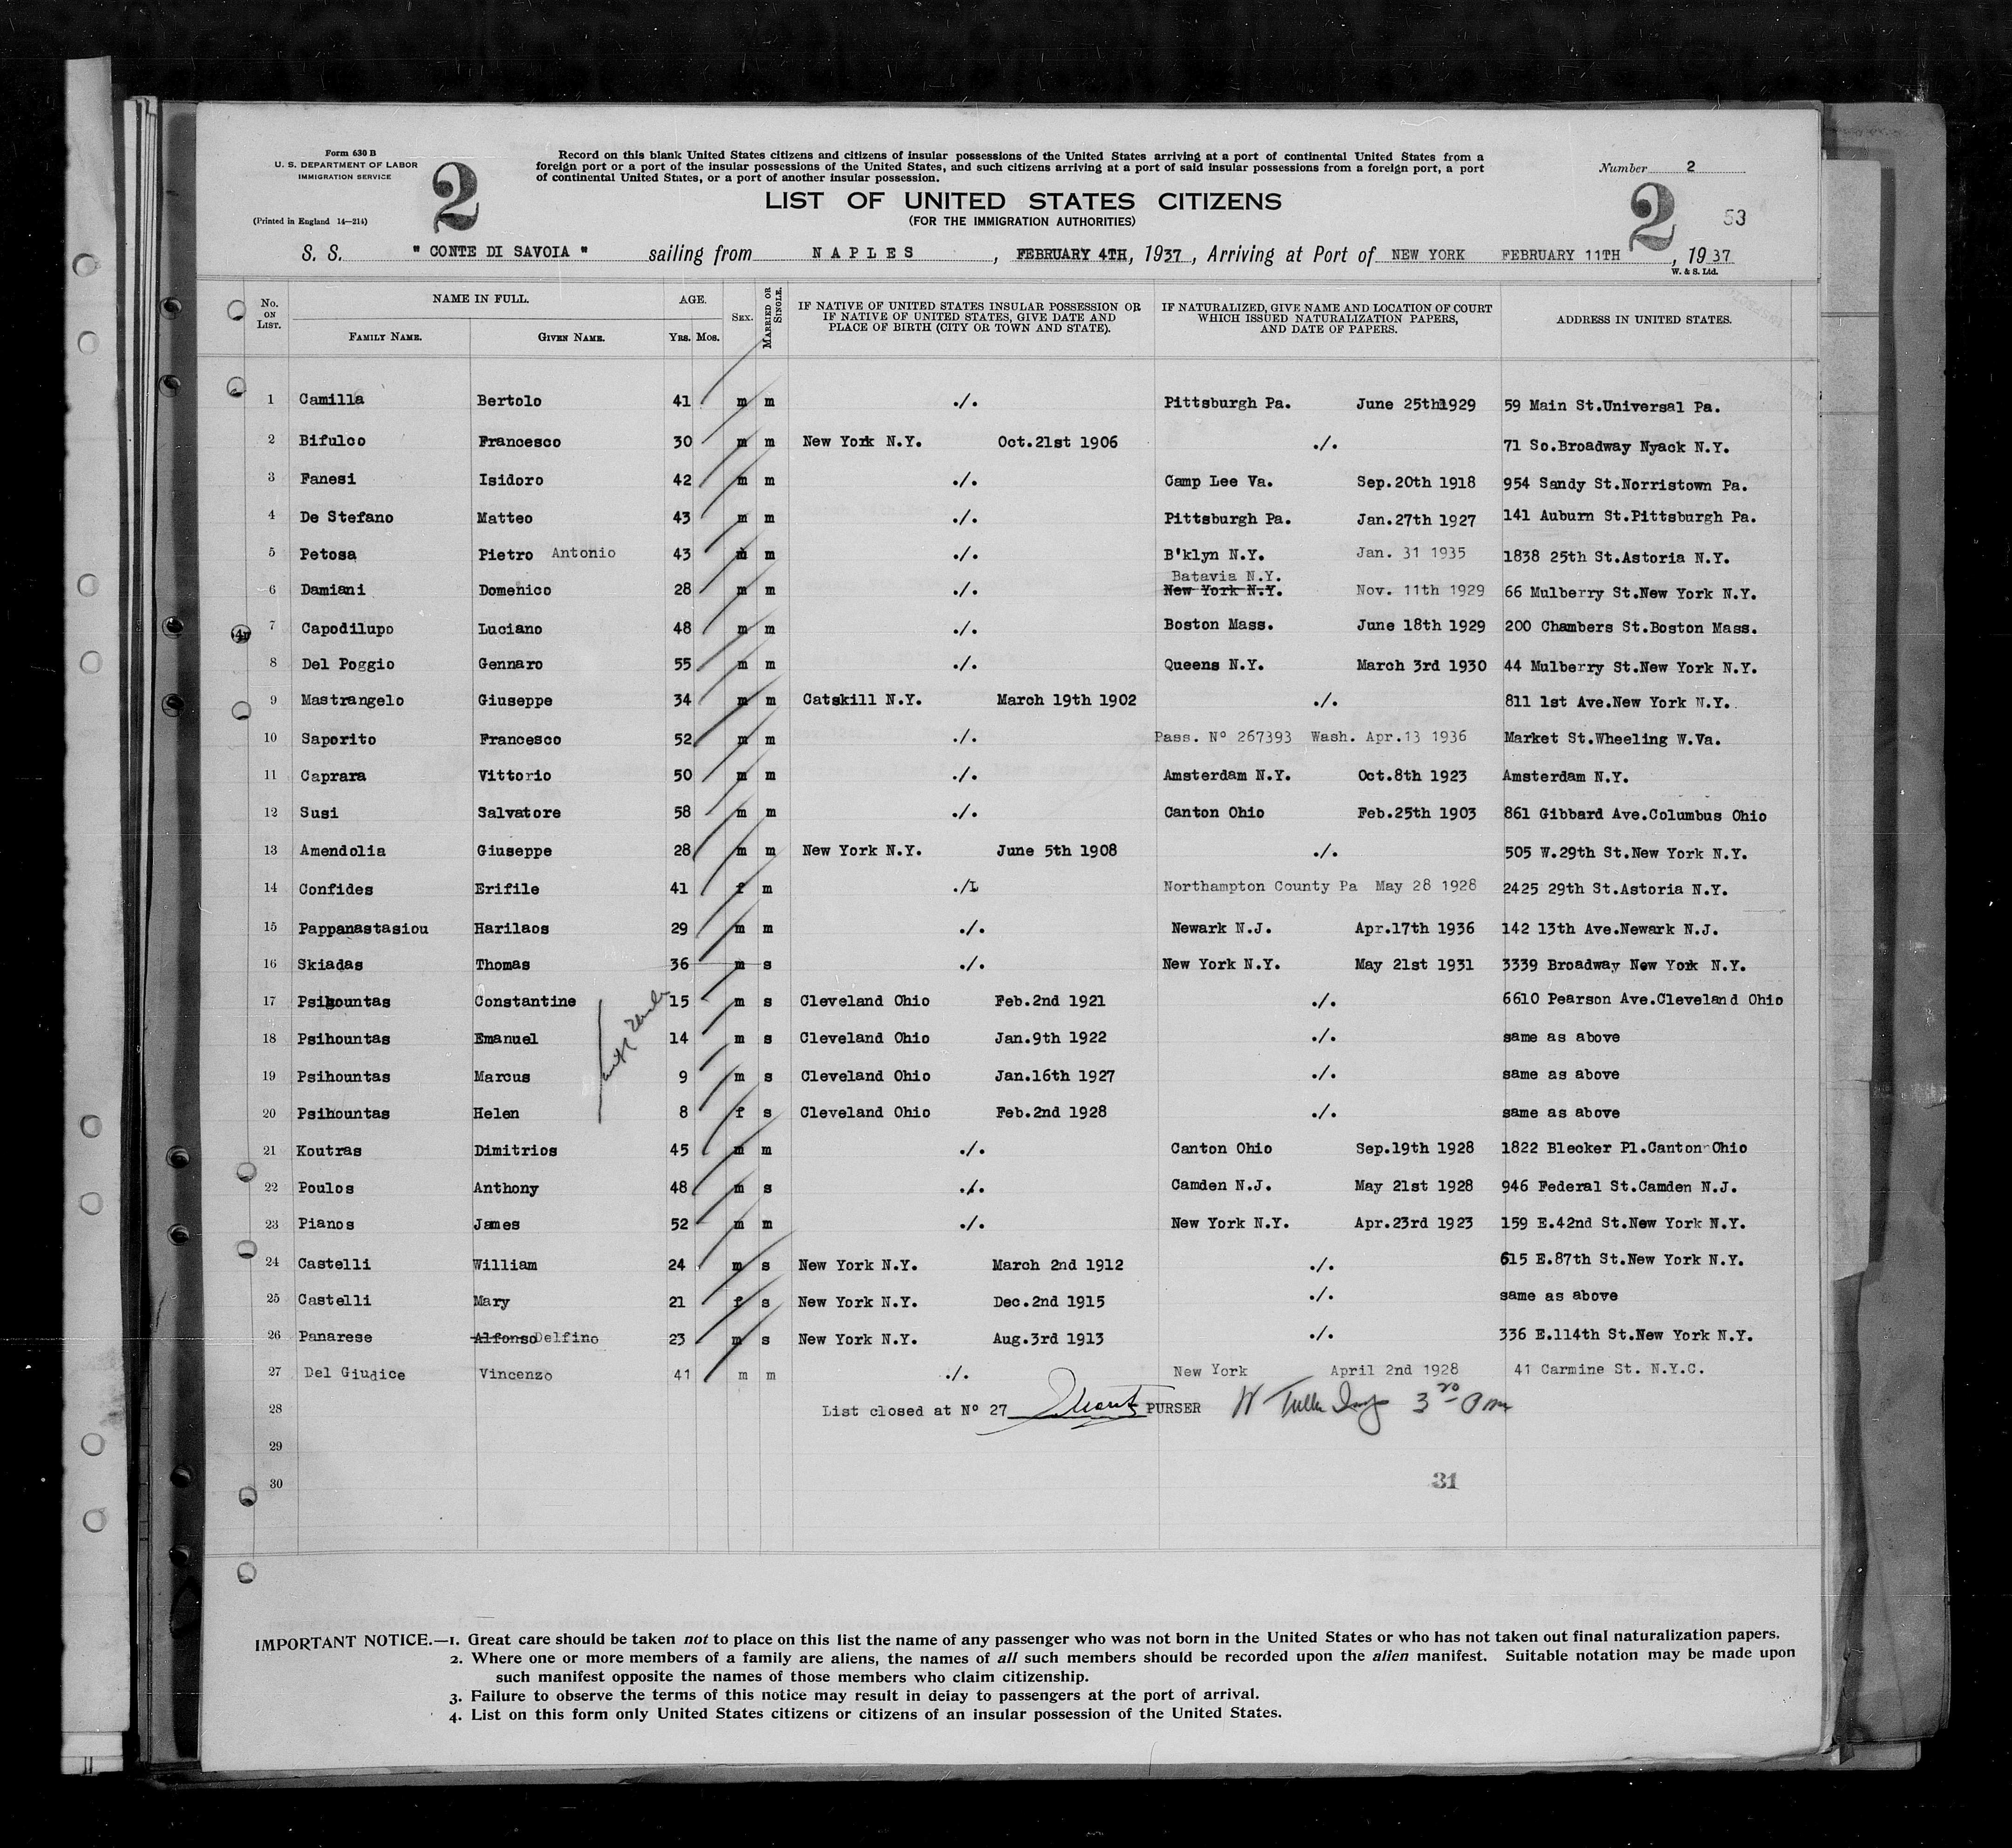 Form 630 B
U. S. DEPARTMENT OF LABOR
IMMIGRATION SERVICE
(Printed in England 14—214)
2
Record on this blank United States citizens and citizens of insular possessions of the United States arriving at a port of continental United States from a
foreign port or a port of the insular possessions of the United States, and such citizens arriving at a port of said insular possessions from a foreign port, a port
of continental United States, or a port of another insular possession.
LIST OF UNITED STATES CITIZENS
(FOR THE IMMIGRATION AUTHORITIES)
Number 2
2
53
S. S. " CONTE DI SAVOIA " sailing from NAPLES, FEBRUARY 4TH, 1937, Arriving at Port of NEW YORK FEBRUARY 11TH, 1937
W. & S. Ltd.
No. ON LIST. NAME IN FULL. FAMILY NAME. GIVEN NAME. AGE. YRS. MOS. SEX. MARRIED OR SINGLE. IF NATIVE OF UNITED STATES INSULAR POSSESSION OR IF NATIVE OF UNITED STATES, GIVE DATE AND PLACE OF BIRTH (CITY OR TOWN AND STATE). IF NATURALIZED, GIVE NAME AND LOCATION OF COURT WHICH ISSUED NATURALIZATION PAPERS, AND DATE OF PAPERS. ADDRESS IN UNITED STATES.
1 Camilla Bertolo 41 m m ./. Pittsburgh Pa. June 25th1929 59 Main St.Universal Pa.
2 Bifulco Francesco 30 m m New York N.Y. Oct.21st 1906 ./. 71 So.Broadway Nyack N.Y.
3 Fanesi Isidoro 42 m m ./. Camp Lee Va. Sep.20th 1918 954 Sandy St.Norristown Pa.
4 De Stefano Matteo 43 m m ./. Pittsburgh Pa. Jan.27th 1927 141 Auburn St.Pittsburgh Pa.
5 Petosa Pietro Antonio 43 m m ./. B'klyn N.Y. Jan. 31 1935 1838 25th St.Astoria N.Y.
Batavia N.Y.
6 Damiani Domenico 28 m m ./. New York N.Y. Nov. 11th 1929 66 Mulberry St.New York N.Y.
7 Capodilupo Luciano 48 m m ./. Boston Mass. June 18th 1929 200 Chambers St.Boston Mass.
8 Del Poggio Gennaro 55 m m ./. Queens N.Y. March 3rd 1930 44 Mulberry St.New York N.Y.
9 Mastrangelo Giuseppe 34 m m Catskill N.Y. March 19th 1902 ./. 811 1st Ave.New York N.Y.
10 Saporito Francesco 52 m m ./. Pass. Nº 267393 Wash. Apr.13 1936 Market St.Wheeling W.Va.
11 Caprara Vittorio 50 m m ./. Amsterdam N.Y. Oct.8th 1923 Amsterdam N.Y.
12 Susi Salvatore 58 m m ./. Canton Ohio Feb.25th 1903 861 Gibbard Ave.Columbus Ohio
13 Amendolia Giuseppe 28 m m New York N.Y. June 5th 1908 ./. 505 W.29th St.New York N.Y.
14 Confides Erifile 41 f m ./. Northampton County Pa May 28 1928 2425 29th St.Astoria N.Y.
15 Pappanastasiou Harilaos 29 m m ./. Newark N.J. Apr.17th 1936 142 13th Ave.Newark N.J.
16 Skiadas Thomas 36 m s ./. New York N.Y. May 21st 1931 3339 Broadway New York N.Y.
17 Psihountas Constantine 15 m s Cleveland Ohio Feb.2nd 1921 ./. 6610 Pearson Ave.Cleveland Ohio
18 Psihountas Emanuel 14 m s Cleveland Ohio Jan.9th 1922 ./. same as above
19 Psihountas Marcus 9 m s Cleveland Ohio Jan.16th 1927 ./. same as above
20 Psihountas Helen 8 f s Cleveland Ohio Feb.2nd 1928 ./. same as above
21 Koutras Dimitrios 45 m m ./. Canton Ohio Sep.19th 1928 1822 Blecker Pl.Canton Ohio
22 Poulos Anthony 48 m s ./. Camden N.J. May 21st 1928 946 Federal St.Camden N.J.
23 Pianos James 52 m m ./. New York N.Y. Apr.23rd 1923 159 E.42nd St.New York N.Y.
24 Castelli William 24 m s New York N.Y. March 2nd 1912 ./. 615 E.87th St.New York N.Y.
25 Castelli Mary 21 f s New York N.Y. Dec.2nd 1915 ./. same as above
26 Panarese Alfonso Delfino 23 m s New York N.Y. Aug.3rd 1913 ./. 336 E.114th St.New York N.Y.
27 Del Giudice Vincenzo 41 m m ./. New York April 2nd 1928 41 Carmine St. N.Y.C.
28 List closed at Nº 27 PURSER
29
30
31
IMPORTANT NOTICE.—1. Great care should be taken not to place on this list the name of any passenger who was not born in the United States or who has not taken out final naturalization papers.
2. Where one or more members of a family are aliens, the names of all such members should be recorded upon the alien manifest. Suitable notation may be made upon
such manifest opposite the names of those members who claim citizenship.
3. Failure to observe the terms of this notice may result in delay to passengers at the port of arrival.
4. List on this form only United States citizens or citizens of an insular possession of the United States.